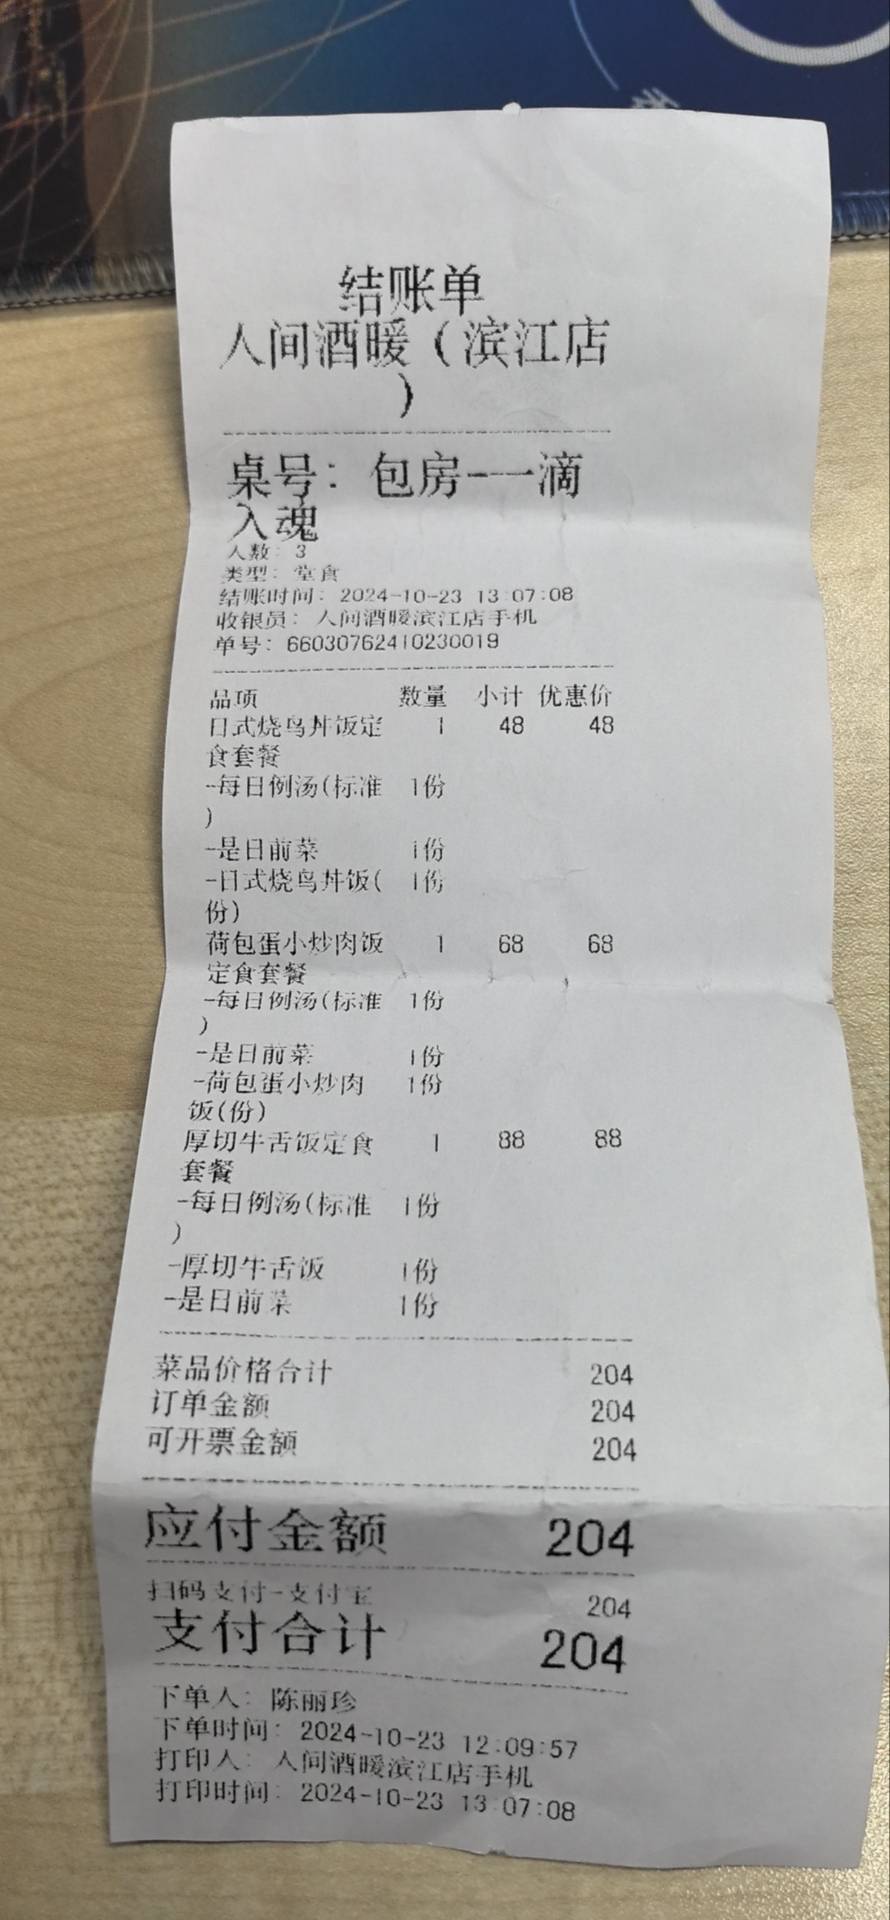 结账单
人间酒暖（滨江店
）
桌号：包房-一滴
入魂
人数：3
类型：堂食
结账时间：2024-10-23 13:07:08
收银员：人间酒暖滨江店手机
单号：66030762410230019
品项 数量 小计 优惠价
日式烧鸟丼饭定 1 48 48
食套餐
-每日例汤(标准 1份
)
-是日前菜 1份
-日式烧鸟丼饭( 1份
份)
荷包蛋小炒肉饭 1 68 68
定食套餐
-每日例汤(标准 1份
)
-是日前菜 1份
-荷包蛋小炒肉 1份
饭(份)
厚切牛舌饭定食 1 88 88
套餐
-每日例汤(标准 1份
)
-厚切牛舌饭 1份
-是日前菜 1份
菜品价格合计 204
订单金额 204
可开票金额 204
应付金额 204
扫码支付-支付宝 204
支付合计 204
下单人：陈丽珍
下单时间：2024-10-23 12:09:57
打印人：人间酒暖滨江店手机
打印时间：2024-10-23 13:07:08